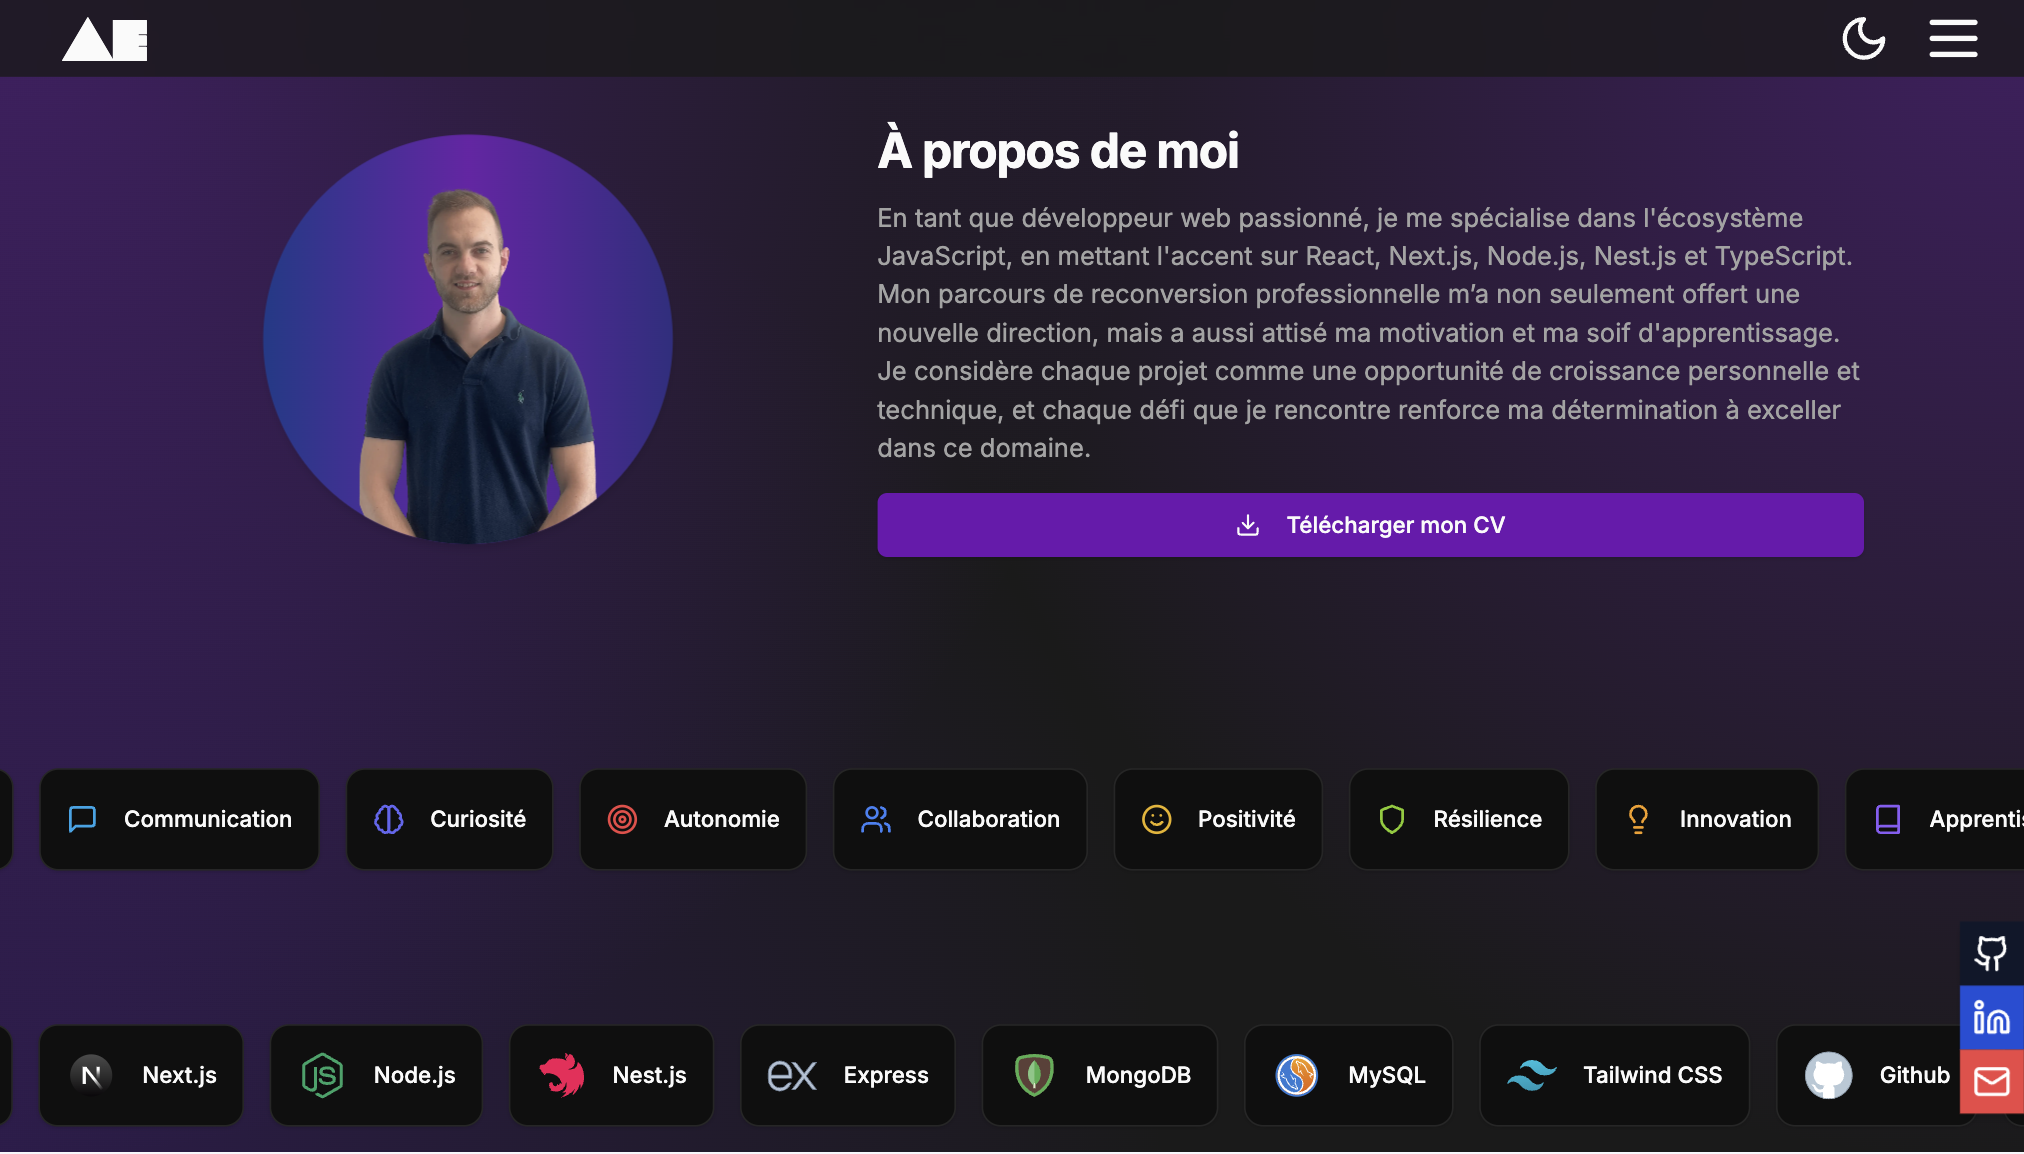 AE
À propos de moi
En tant que développeur web passionné, je me spécialise dans l'écosystème
JavaScript, en mettant l'accent sur React, Next.js, Node.js, Nest.js et TypeScript.
Mon parcours de reconversion professionnelle m’a non seulement offert une
nouvelle direction, mais a aussi attisé ma motivation et ma soif d'apprentissage.
Je considère chaque projet comme une opportunité de croissance personnelle et
technique, et chaque défi que je rencontre renforce ma détermination à exceller
dans ce domaine.
Télécharger mon CV
Communication
Curiosité
Autonomie
Collaboration
Positivité
Résilience
Innovation
Apprentis
in
N Next.js
JS Node.js
Nest.js
ex Express
MongoDB
MySQL
Tailwind CSS
Github